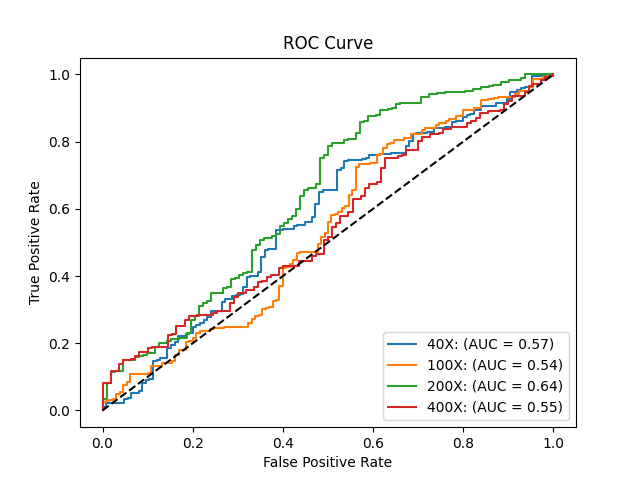 ROC Curve
True Positive Rate
1.0
0.8
0.6
0.4
0.2
0.0
0.0 0.2 0.4 0.6 0.8 1.0
False Positive Rate
40X: (AUC = 0.57)
100X: (AUC = 0.54)
200X: (AUC = 0.64)
400X: (AUC = 0.55)